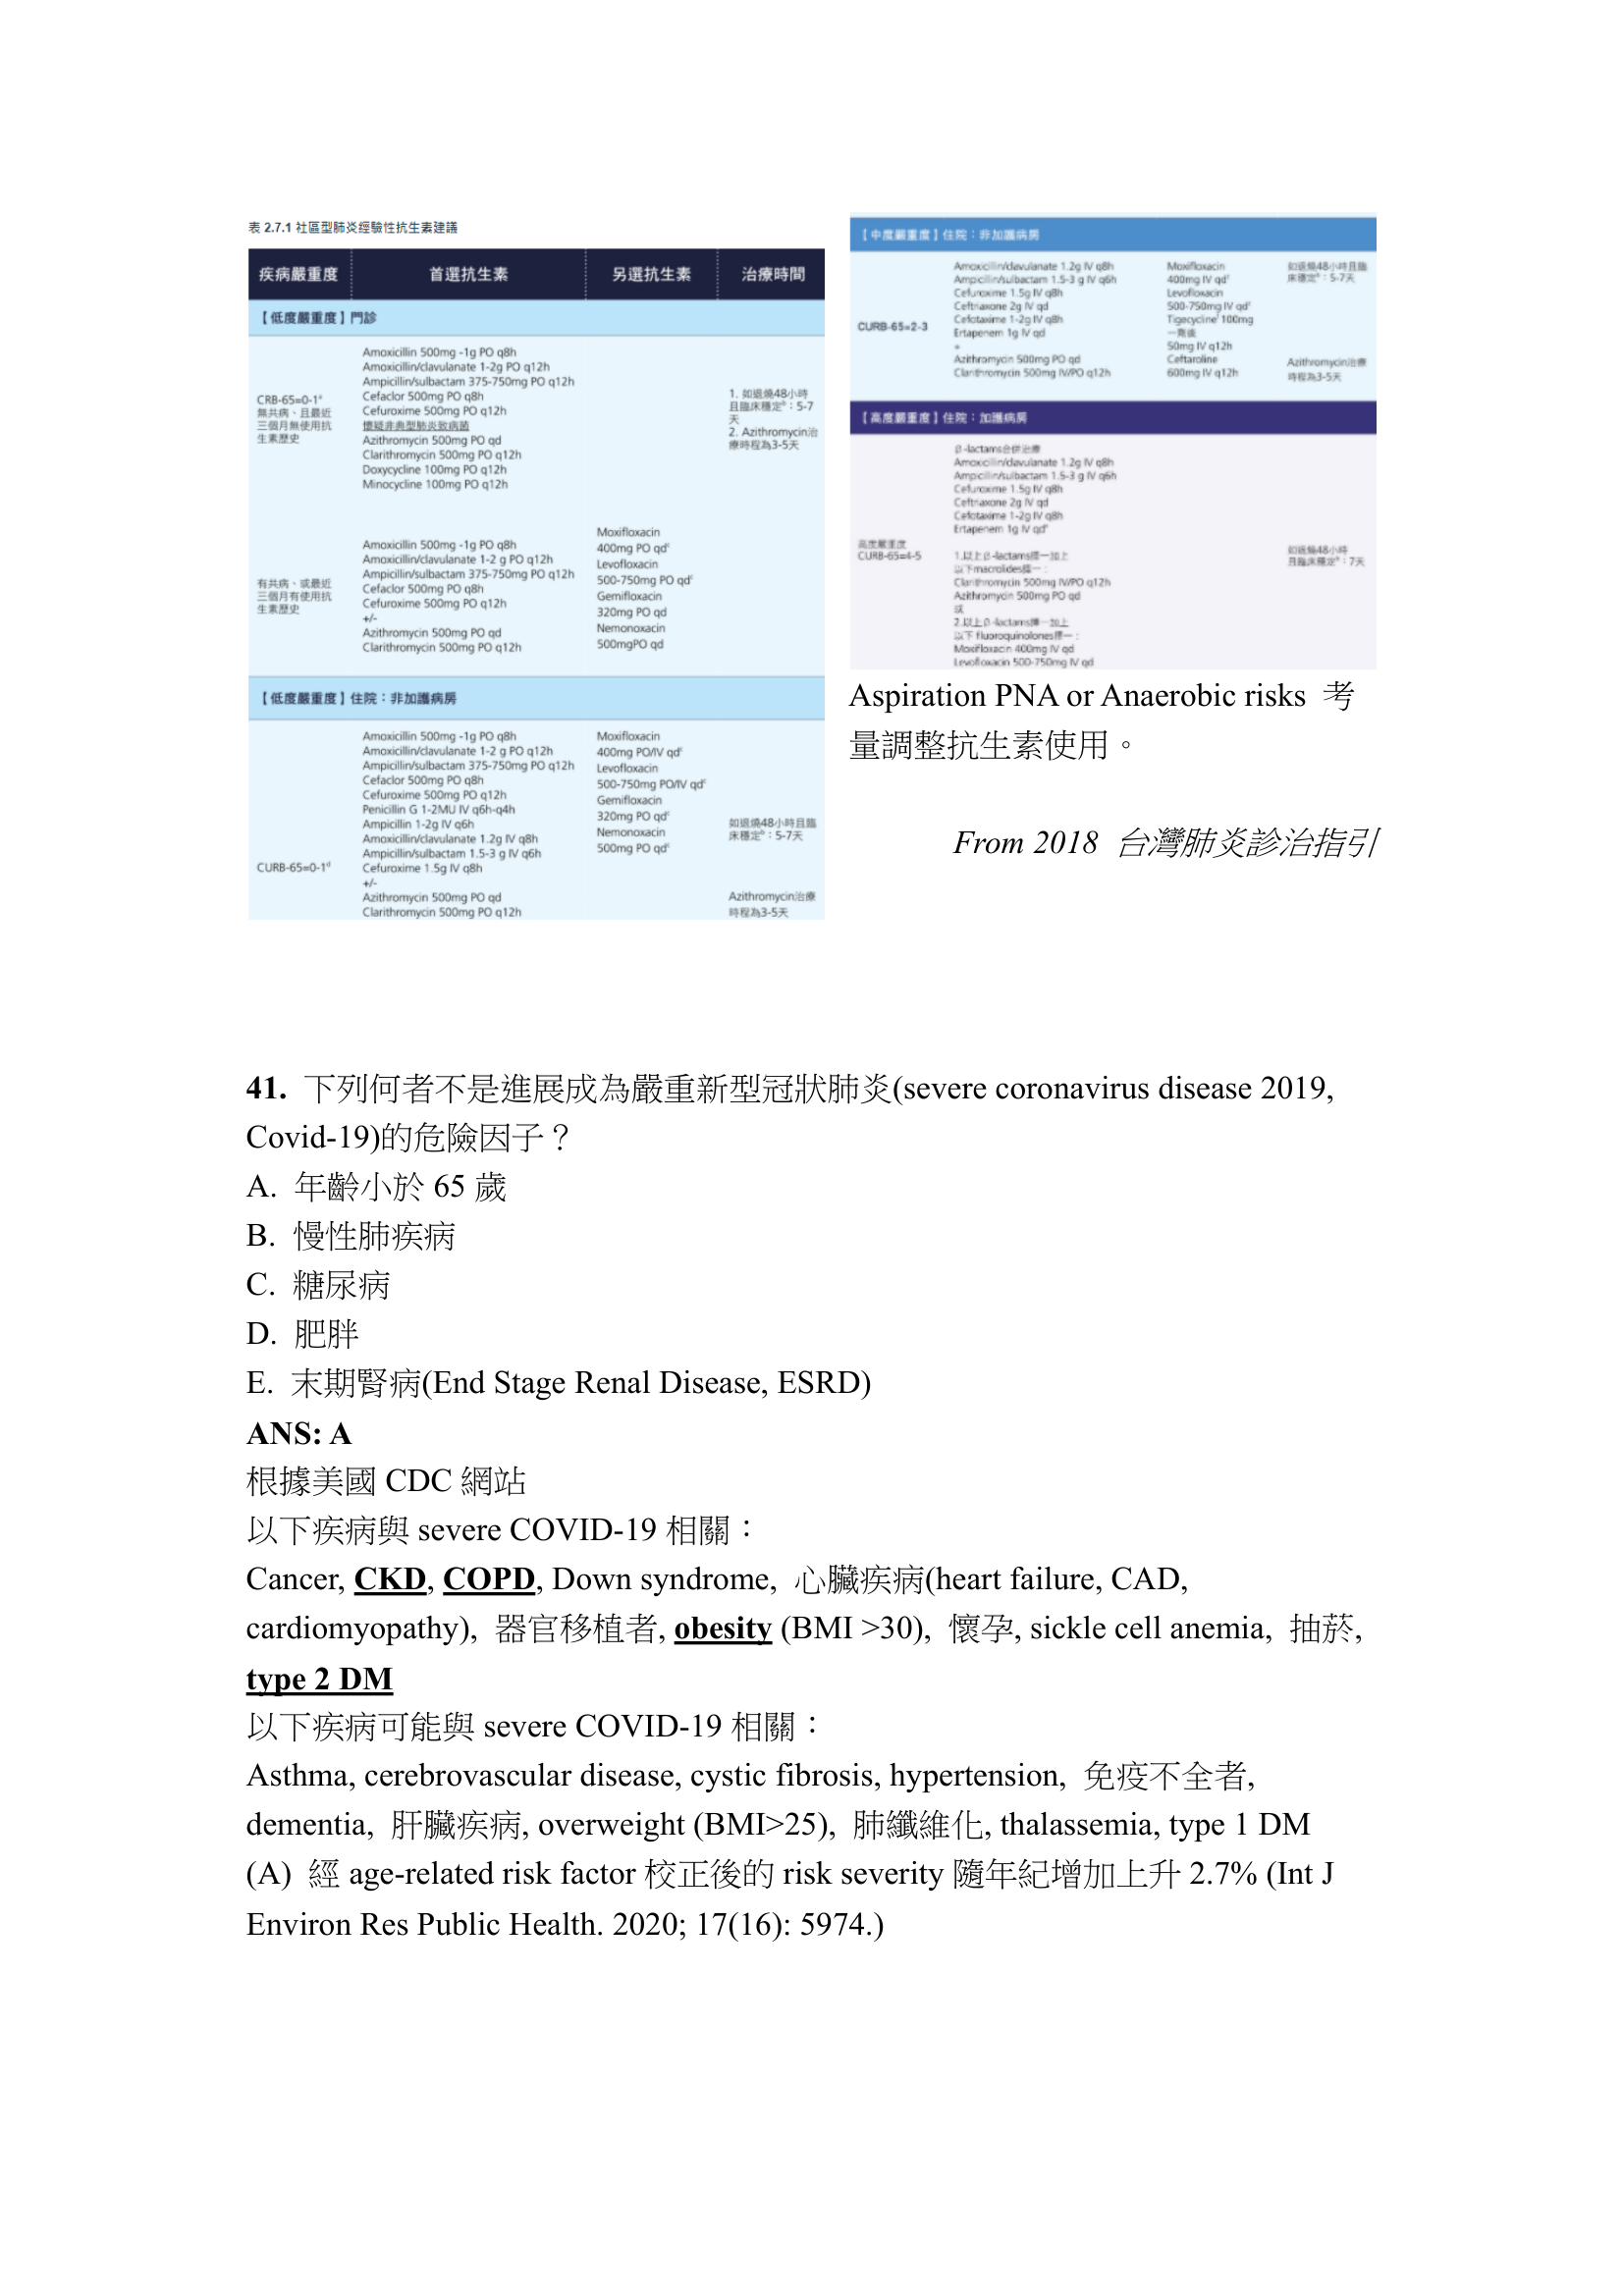 表 2.7.1 社區型肺炎經驗性抗生素建議
疾病嚴重度 首選抗生素 另選抗生素 治療時間
【低度嚴重度】門診
CRB-65=0-1ᵃ
無共病、且最近
三個月無使用抗
生素歷史
Amoxicillin 500mg -1g PO q8h
Amoxicillin/clavulanate 1-2g PO q12h
Ampicillin/sulbactam 375-750mg PO q12h
Cefaclor 500mg PO q8h
Cefuroxime 500mg PO q12h
懷疑非典型肺炎致病菌
Azithromycin 500mg PO qd
Clarithromycin 500mg PO q12h
Doxycycline 100mg PO q12h
Minocycline 100mg PO q12h
1. 如退燒48小時
且臨床穩定ᵇ：5-7
天
2. Azithromycin治
療時程為3-5天
有共病、或最近
三個月有使用抗
生素歷史
Amoxicillin 500mg -1g PO q8h
Amoxicillin/clavulanate 1-2 g PO q12h
Ampicillin/sulbactam 375-750mg PO q12h
Cefaclor 500mg PO q8h
Cefuroxime 500mg PO q12h
+/-
Azithromycin 500mg PO qd
Clarithromycin 500mg PO q12h
Moxifloxacin
400mg PO qdᶜ
Levofloxacin
500-750mg PO qdᶜ
Gemifloxacin
320mg PO qd
Nemonoxacin
500mgPO qd
【低度嚴重度】住院：非加護病房
CURB-65=0-1ᵈ
Amoxicillin 500mg -1g PO q8h
Amoxicillin/clavulanate 1-2 g PO q12h
Ampicillin/sulbactam 375-750mg PO q12h
Cefaclor 500mg PO q8h
Cefuroxime 500mg PO q12h
Penicillin G 1-2MU IV q6h-q4h
Ampicillin 1-2g IV q6h
Amoxicillin/clavulanate 1.2g IV q8h
Ampicillin/sulbactam 1.5-3 g IV q6h
Cefuroxime 1.5g IV q8h
+/-
Azithromycin 500mg PO qd
Clarithromycin 500mg PO q12h
Moxifloxacin
400mg PO/IV qdᶜ
Levofloxacin
500-750mg PO/IV qdᶜ
Gemifloxacin
320mg PO qdᶜ
Nemonoxacin
500mg PO qdᶜ
如退燒48小時且臨
床穩定ᵇ：5-7天
Azithromycin治療
時程為3-5天
【中度嚴重度】住院：非加護病房
CURB-65=2-3
Amoxicillin/clavulanate 1.2g IV q8h
Ampicillin/sulbactam 1.5-3 g IV q6h
Cefuroxime 1.5g IV q8h
Ceftriaxone 2g IV qd
Cefotaxime 1-2g IV q8h
Ertapenem 1g IV qd
+
Azithromycin 500mg PO qd
Clarithromycin 500mg IV/PO q12h
Moxifloxacin
400mg IV qdᶜ
Levofloxacin
500-750mg IV qdᶜ
Tigecycline 100mg
一劑後
50mg IV q12h
Ceftaroline
600mg IV q12h
如退燒48小時且臨
床穩定ᵇ：5-7天
Azithromycin治療
時程為3-5天
【高度嚴重度】住院：加護病房
高度嚴重度
CURB-65=4-5
β-lactams合併治療
Amoxicillin/clavulanate 1.2g IV q8h
Ampicillin/sulbactam 1.5-3 g IV q6h
Cefuroxime 1.5g IV q8h
Ceftriaxone 2g IV qd
Cefotaxime 1-2g IV q8h
Ertapenem 1g IV qd
1.以上β-lactams擇一加上
以下macrolides擇一：
Clarithromycin 500mg IV/PO q12h
Azithromycin 500mg PO qd
或
2.以上β-lactams擇一加上
以下 fluoroquinolones擇一：
Moxifloxacin 400mg IV qd
Levofloxacin 500-750mg IV qd
如退燒48小時
且臨床穩定ᵇ：7天
Aspiration PNA or Anaerobic risks 考
量調整抗生素使用。
From 2018 台灣肺炎診治指引
41. 下列何者不是進展成為嚴重新型冠狀肺炎(severe coronavirus disease 2019,
Covid-19)的危險因子？
A. 年齡小於 65 歲
B. 慢性肺疾病
C. 糖尿病
D. 肥胖
E. 末期腎病(End Stage Renal Disease, ESRD)
ANS: A
根據美國 CDC 網站
以下疾病與 severe COVID-19 相關：
Cancer, CKD, COPD, Down syndrome, 心臟疾病(heart failure, CAD,
cardiomyopathy), 器官移植者, obesity (BMI >30), 懷孕, sickle cell anemia, 抽菸,
type 2 DM
以下疾病可能與 severe COVID-19 相關：
Asthma, cerebrovascular disease, cystic fibrosis, hypertension, 免疫不全者,
dementia, 肝臟疾病, overweight (BMI>25), 肺纖維化, thalassemia, type 1 DM
(A) 經 age-related risk factor 校正後的 risk severity 隨年紀增加上升 2.7% (Int J
Environ Res Public Health. 2020; 17(16): 5974.)